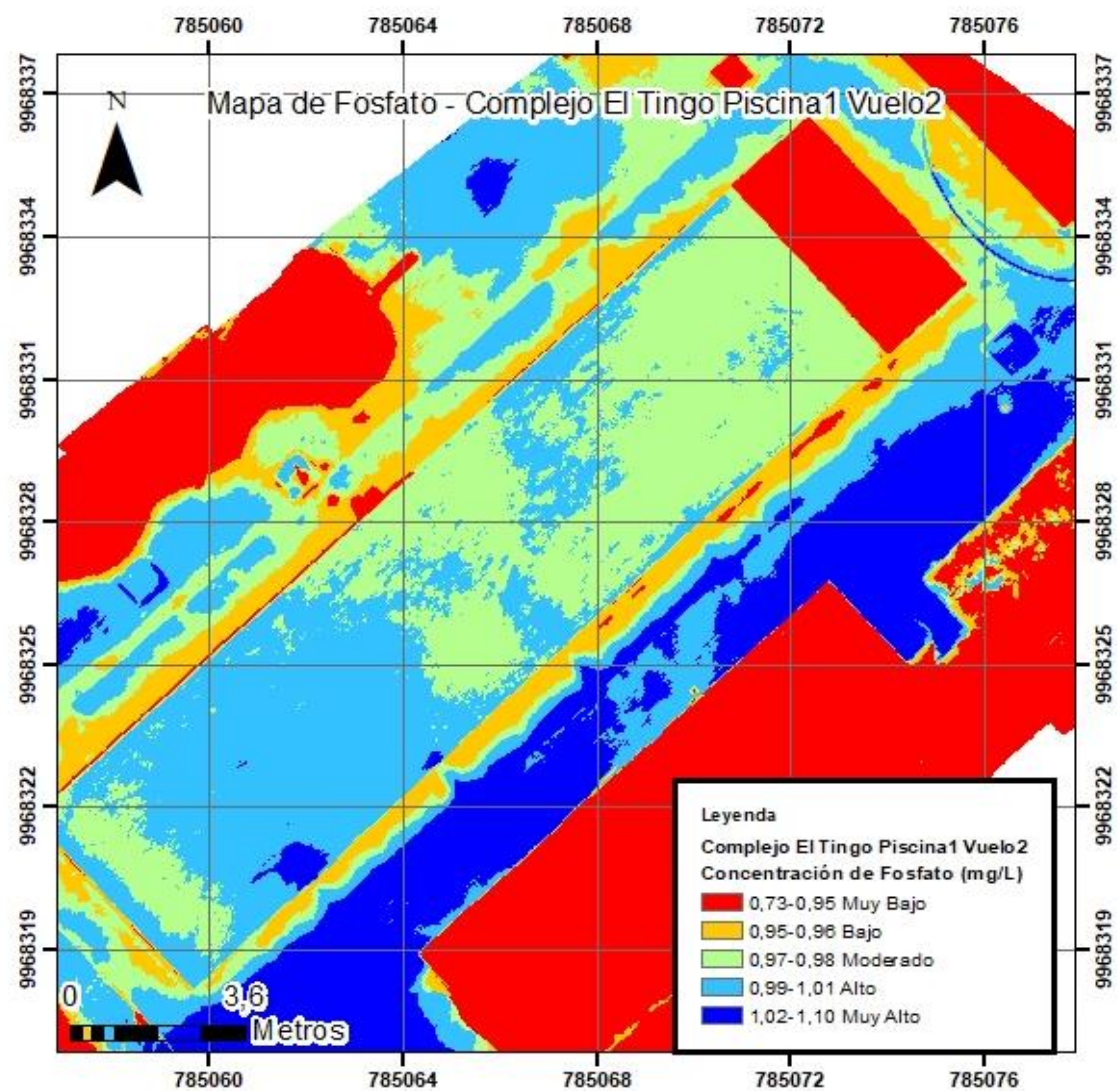 785060 785064 785068 785072 785076
N
Mapa de Fosfato - Complejo El Tingo Piscina1 Vuelo2
9968337 9968337
9968334 9968334
9968331 9968331
9968328 9968328
9968325 9968325
9968322 9968322
9968319 9968319
Leyenda
Complejo El Tingo Piscina1 Vuelo2
Concentración de Fosfato (mg/L)
0,73-0,95 Muy Bajo
0,95-0,96 Bajo
0,97-0,98 Moderado
0,99-1,01 Alto
1,02-1,10 Muy Alto
0 3,6
Metros
785060 785064 785068 785072 785076